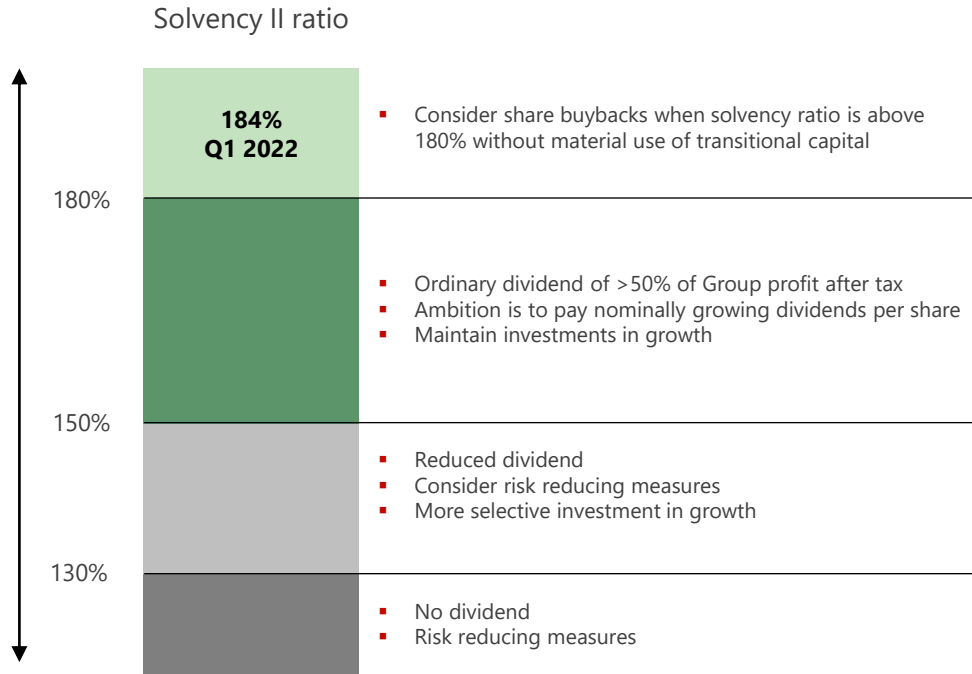 Solvency II ratio
184%
Q1 2022
▪ Consider share buybacks when solvency ratio is above
180% without material use of transitional capital
180%
▪ Ordinary dividend of >50% of Group profit after tax
▪ Ambition is to pay nominally growing dividends per share
▪ Maintain investments in growth
150%
▪ Reduced dividend
▪ Consider risk reducing measures
▪ More selective investment in growth
130%
▪ No dividend
▪ Risk reducing measures